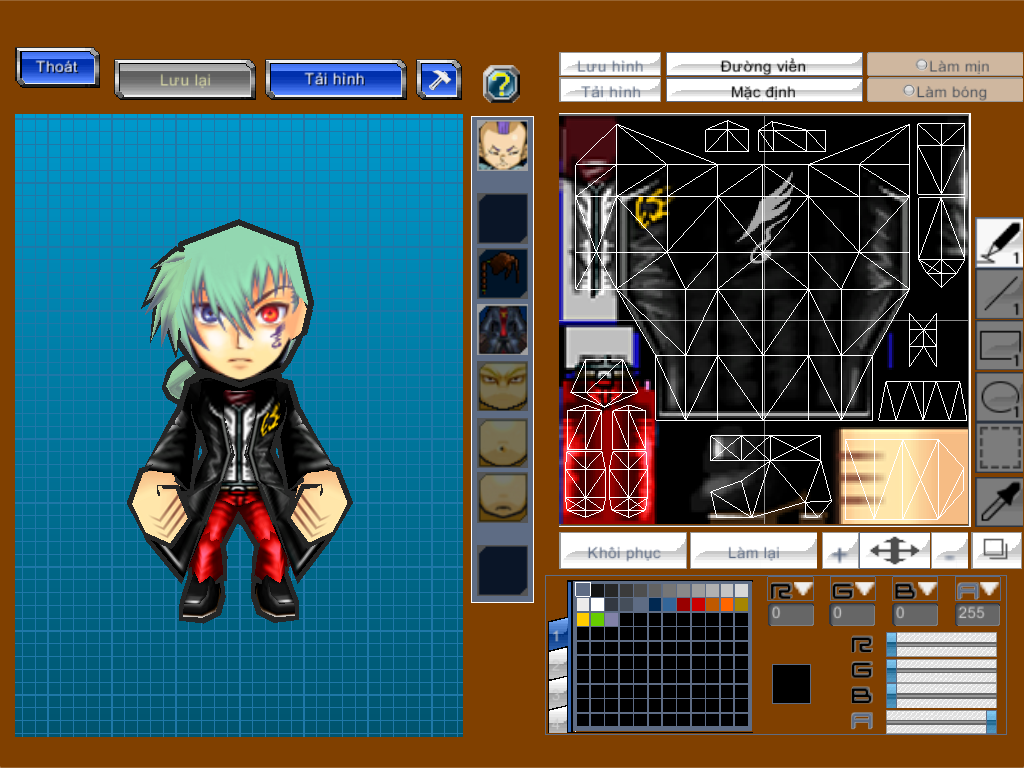 Thoát
Lưu lại
Tải hình
?
Lưu hình
Đường viền
Làm mịn
Tải hình
Mặc định
Làm bóng
1
1
1
1
Khôi phục
Làm lại
+
-
R
G
B
A
0
0
0
255
1
R
G
B
A